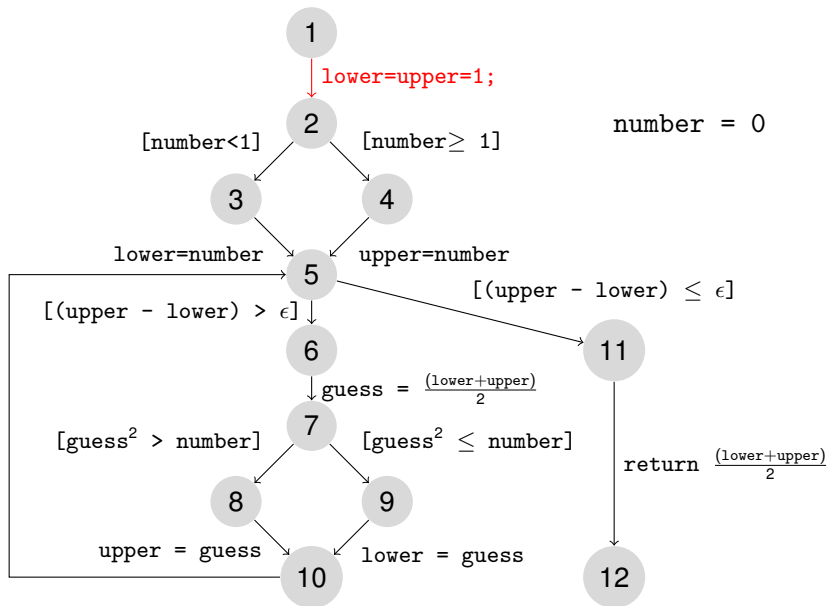 1
lower=upper=1;
2
number = 0
[number<1]
[number≥ 1]
3
4
lower=number
upper=number
5
[(upper - lower) > ϵ]
[(upper - lower) ≤ ϵ]
6
11
guess = (lower+upper)/2
7
[guess² > number]
[guess² ≤ number]
return (lower+upper)/2
8
9
upper = guess
lower = guess
10
12